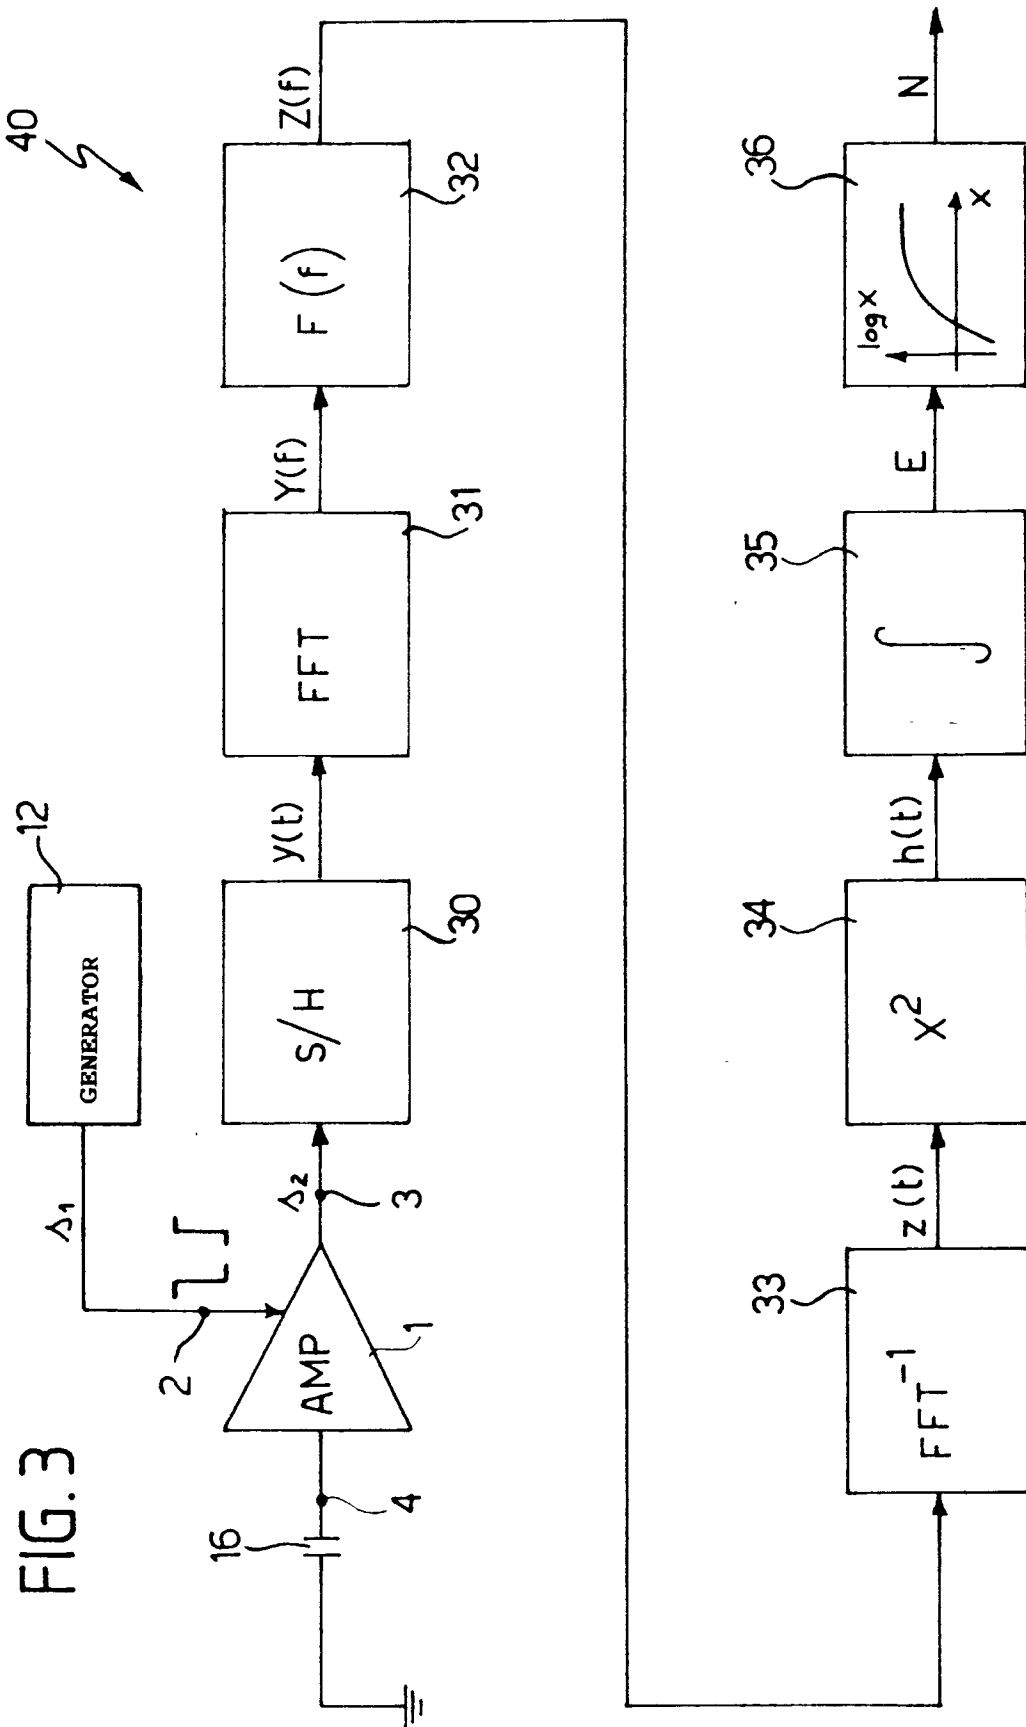 FIG. 3
40
12
GENERATOR
s1
2
16
4
AMP
1
s2
3
S/H
30
y(t)
FFT
31
Y(f)
F(f)
32
Z(f)
FFT-1
33
z(t)
X2
34
h(t)
∫
35
E
log x
x
36
N